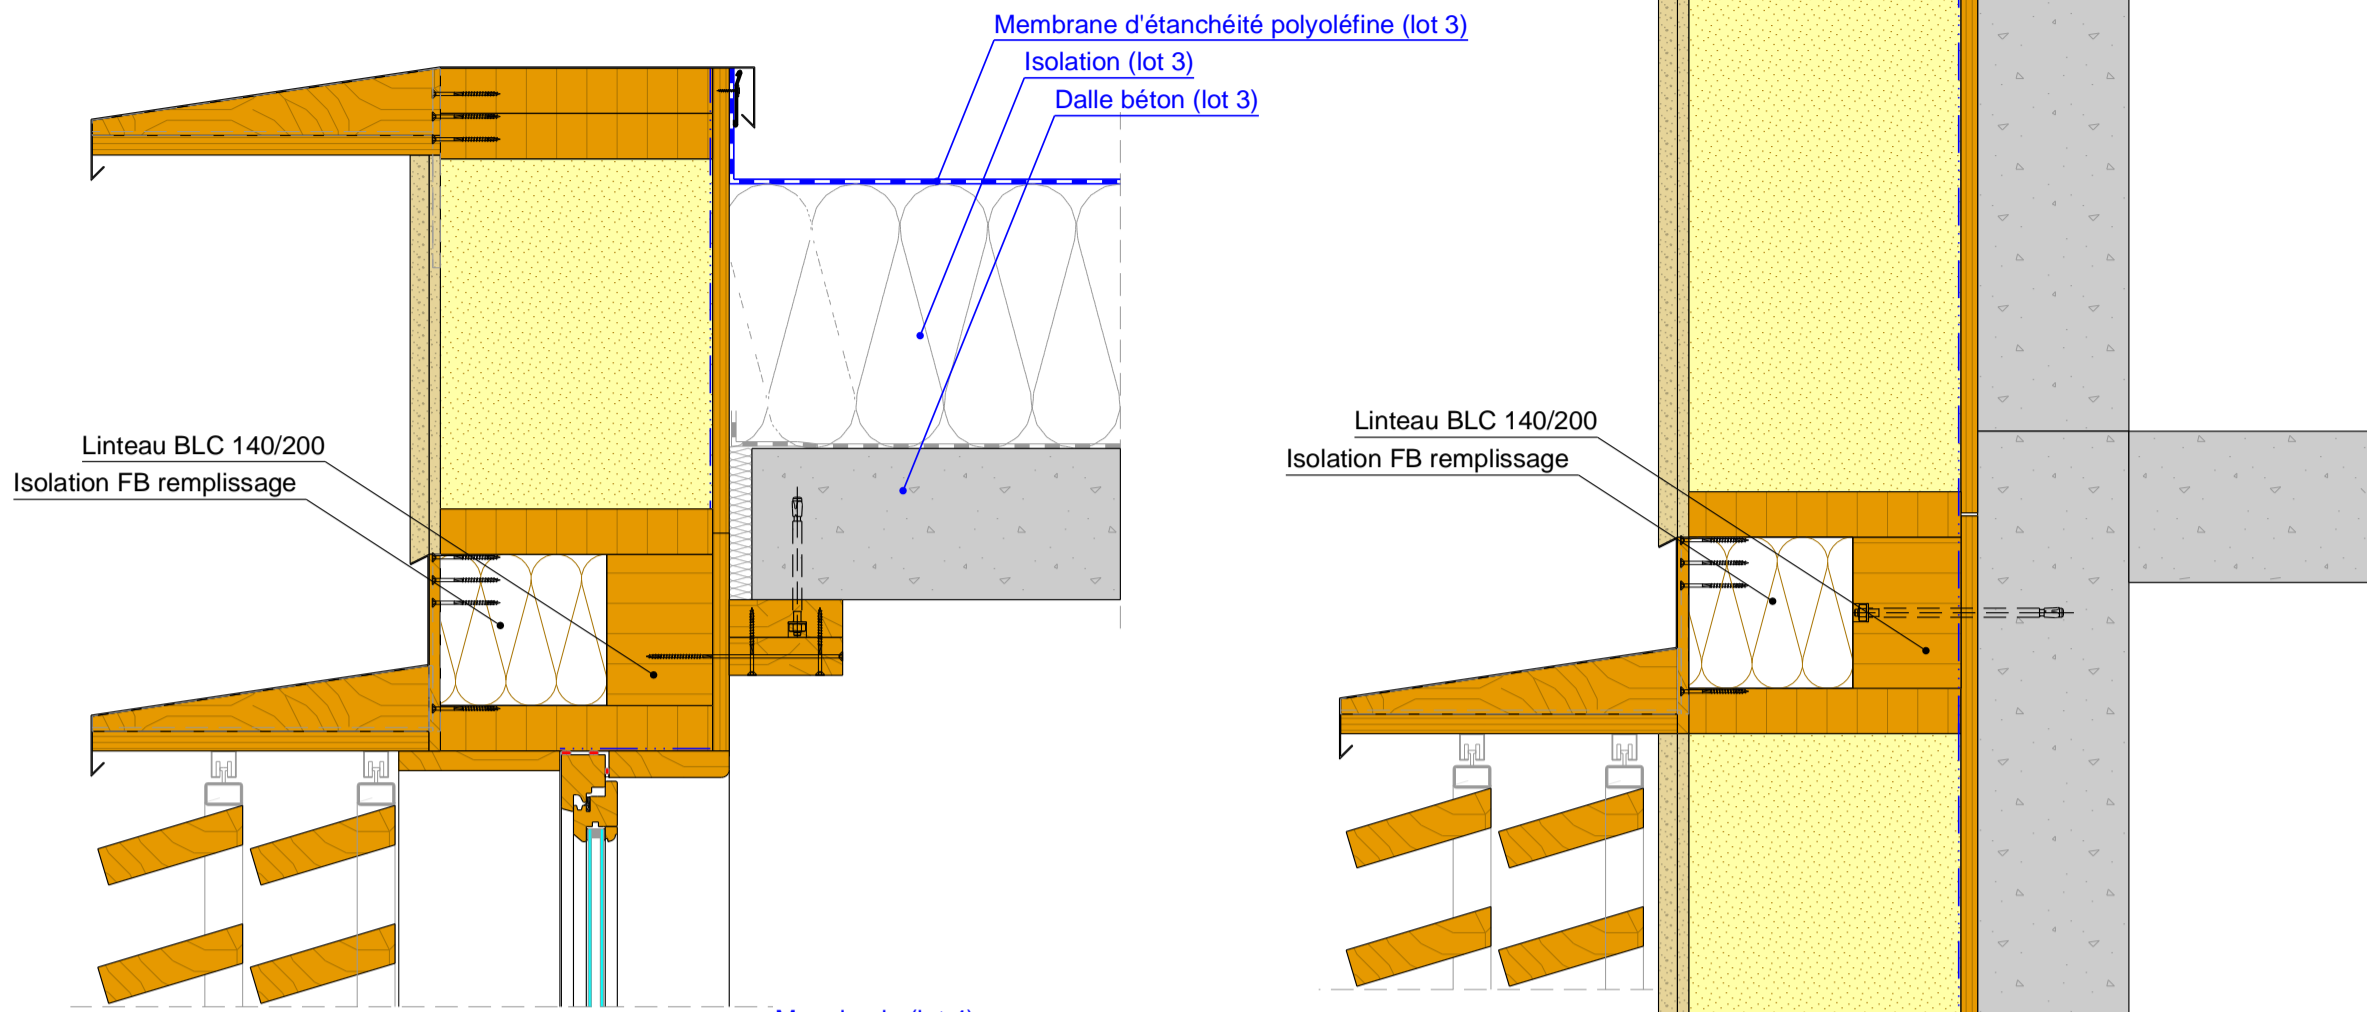 Membrane d'étanchéité polyoléfine (lot 3)
Isolation (lot 3)
Dalle béton (lot 3)
Linteau BLC 140/200
Isolation FB remplissage
Linteau BLC 140/200
Isolation FB remplissage